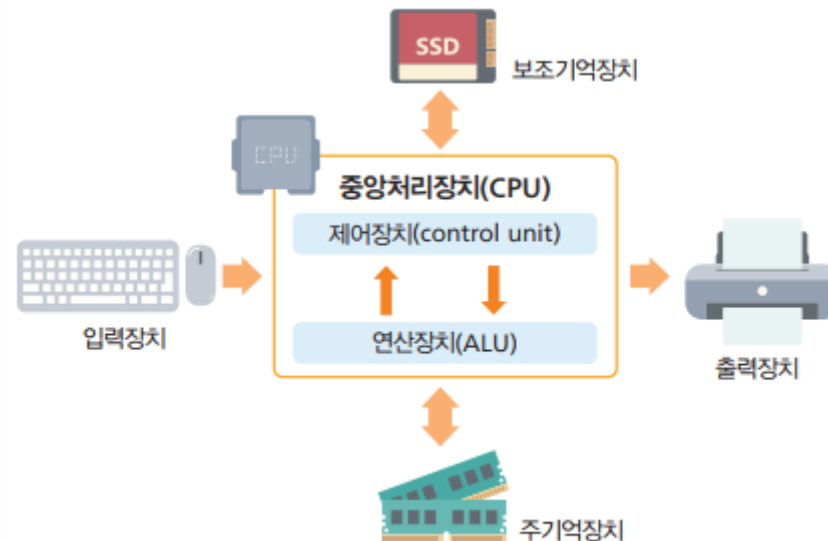 SSD
보조기억장치
CPU
중앙처리장치(CPU)
제어장치(control unit)
연산장치(ALU)
입력장치
출력장치
주기억장치